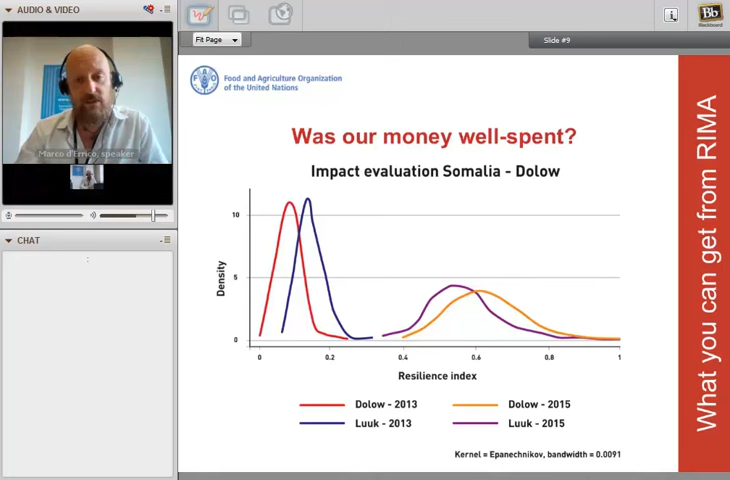 AUDIO & VIDEO
Marco d'Errico, speaker
CHAT
Fit Page
Slide #9
Bb
Blackboard
FAO
Food and Agriculture Organization
of the United Nations
Was our money well-spent?
Impact evaluation Somalia - Dolow
Density
10
5
0
0
0.2
0.4
0.6
0.8
1
Resilience index
Dolow - 2013
Dolow - 2015
Luuk - 2013
Luuk - 2015
Kernel = Epanechnikov, bandwidth = 0.0091
What you can get from RIMA